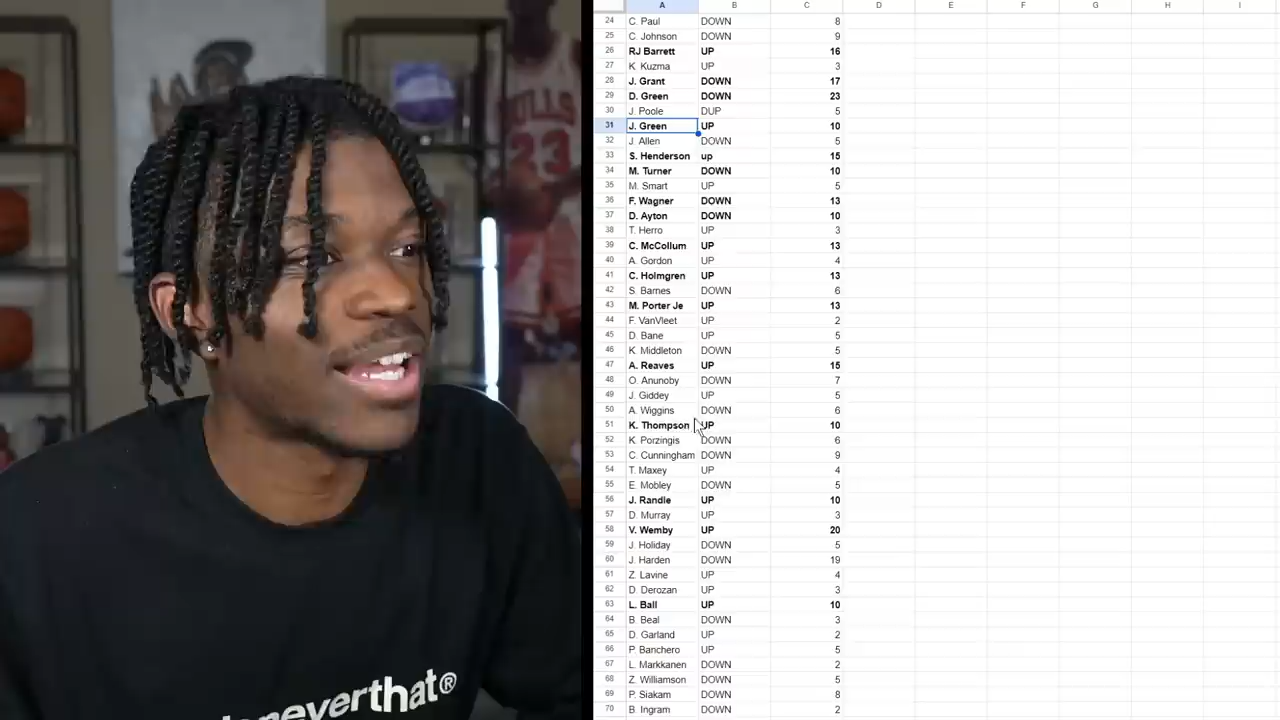 A B C D E F G H I
24 C. Paul DOWN 8
25 C. Johnson DOWN 9
26 RJ Barrett UP 16
27 K. Kuzma UP 3
28 J. Grant DOWN 17
29 D. Green DOWN 23
30 J. Poole DUP 5
31 J. Green UP 10
32 J. Allen DOWN 5
33 S. Henderson up 15
34 M. Turner DOWN 10
35 M. Smart UP 5
36 F. Wagner DOWN 13
37 D. Ayton DOWN 10
38 T. Herro UP 3
39 C. McCollum UP 13
40 A. Gordon UP 4
41 C. Holmgren UP 13
42 S. Barnes DOWN 6
43 M. Porter Je UP 13
44 F. VanVleet UP 2
45 D. Bane UP 5
46 K. Middleton DOWN 5
47 A. Reaves UP 15
48 O. Anunoby DOWN 7
49 J. Giddey UP 5
50 A. Wiggins DOWN 6
51 K. Thompson UP 10
52 K. Porzingis DOWN 6
53 C. Cunningham DOWN 9
54 T. Maxey UP 4
55 E. Mobley DOWN 5
56 J. Randle UP 10
57 D. Murray UP 3
58 V. Wemby UP 20
59 J. Holiday DOWN 5
60 J. Harden DOWN 19
61 Z. Lavine UP 4
62 D. Derozan UP 3
63 L. Ball UP 10
64 B. Beal DOWN 3
65 D. Garland UP 2
66 P. Banchero UP 5
67 L. Markkanen DOWN 2
68 Z. Williamson DOWN 5
69 P. Siakam DOWN 8
70 B. Ingram DOWN 2
BULLS
23
neverthat®